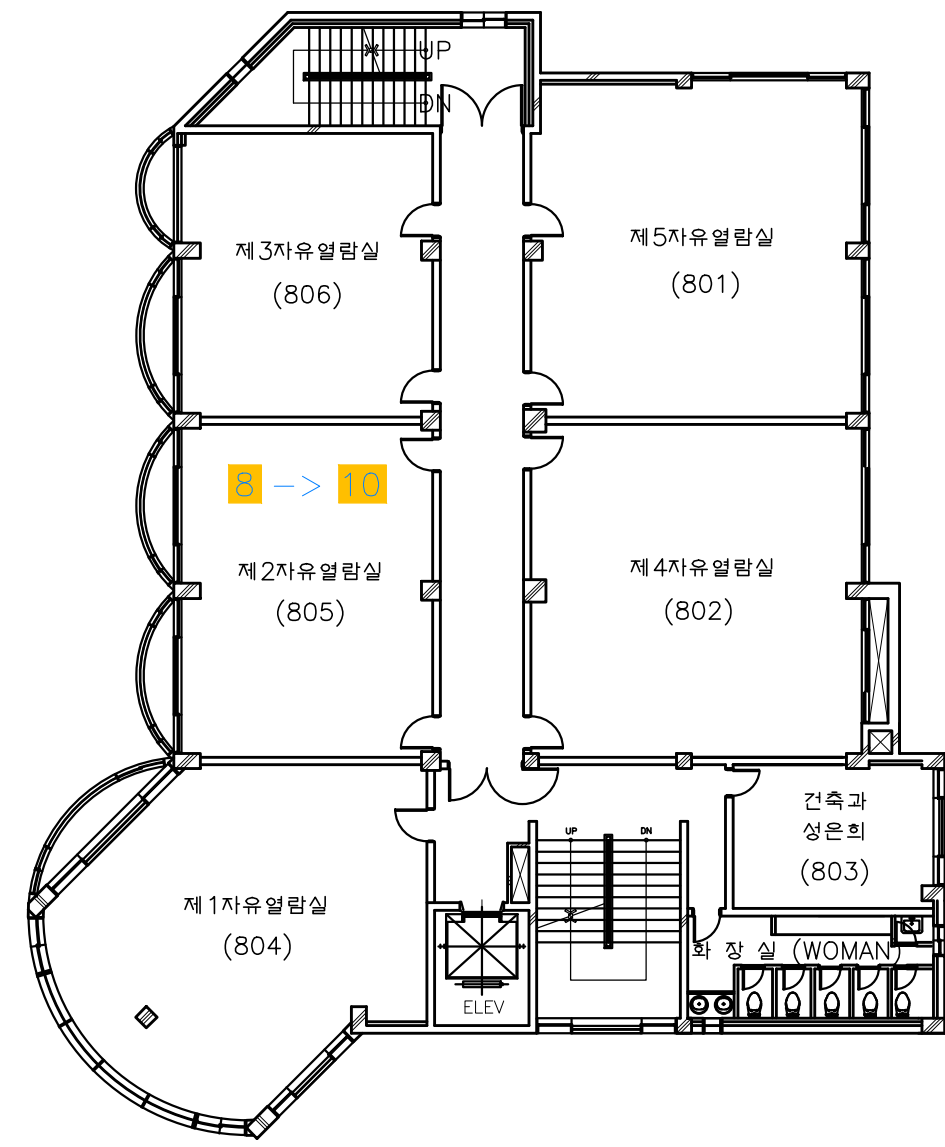 UP
DN
제3자유열람실
(806)
제5자유열람실
(801)
8 -> 10
제2자유열람실
(805)
제4자유열람실
(802)
건축과
성은희
(803)
UP
DN
제1자유열람실
(804)
화 장 실 (WOMAN)
ELEV